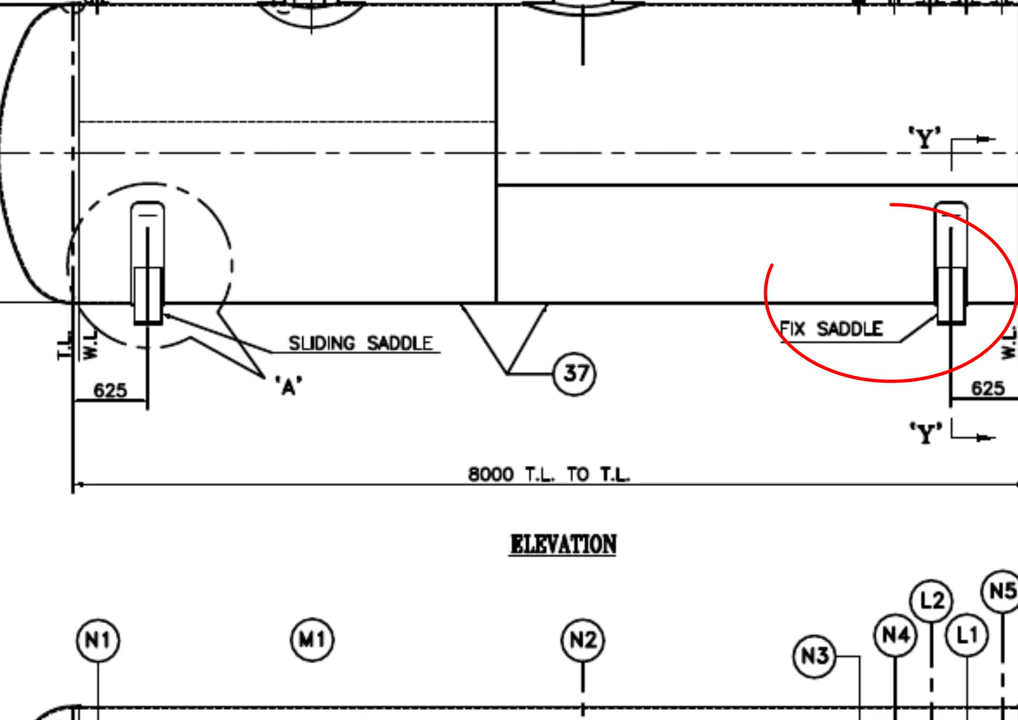 'Y'
SLIDING SADDLE
FIX SADDLE
T.L.
W.L.
W.L.
'A'
37
625
625
'Y'
8000 T.L. TO T.L.
ELEVATION
N5
L2
N1
M1
N2
N4
L1
N3